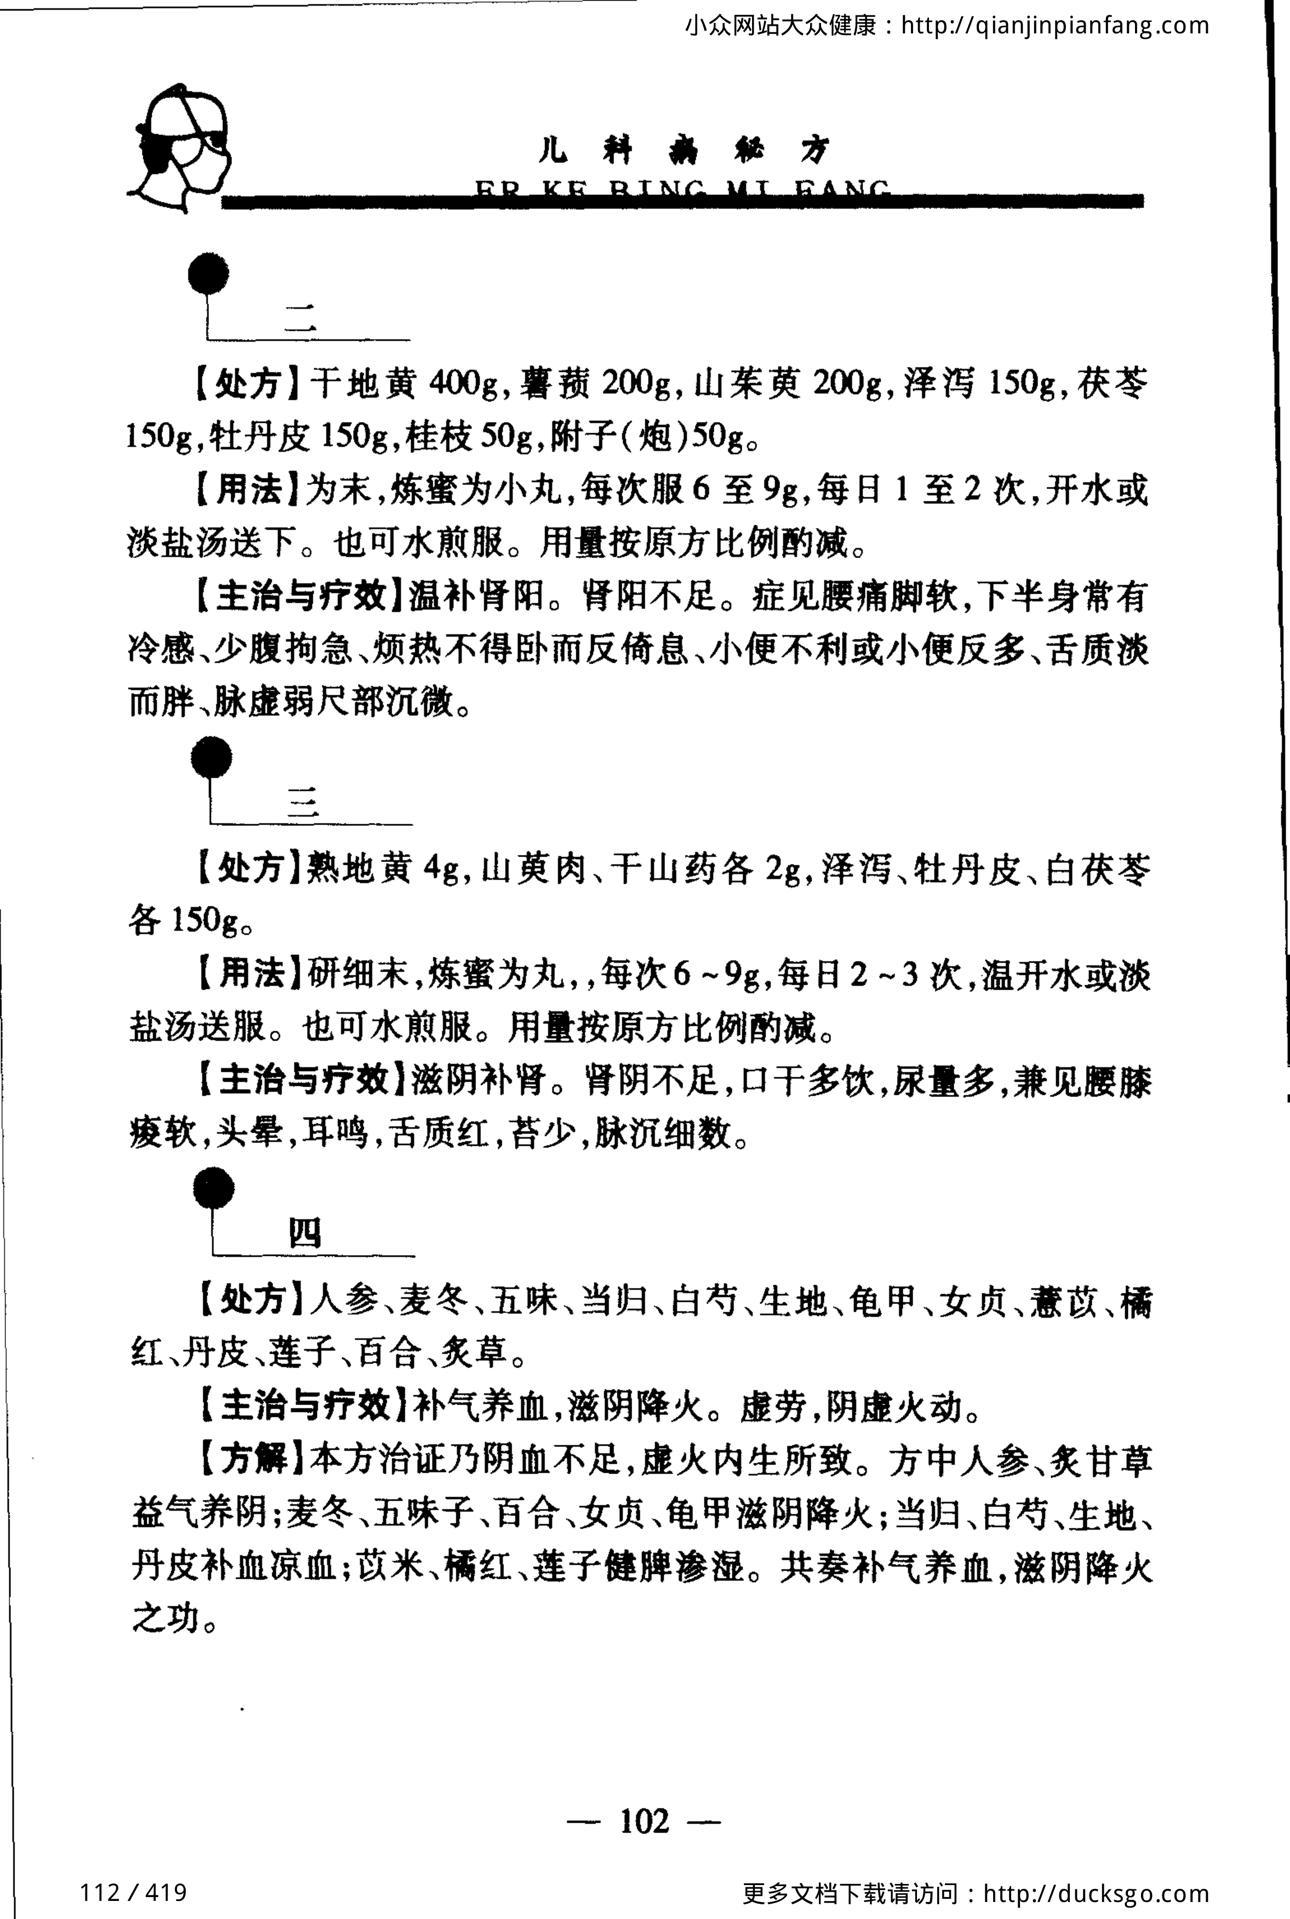 小众网站大众健康：http://qianjinpianfang.com
儿科病秘方
ER KE BING MI FANG
二
【处方】干地黄 400g,薯蓣 200g,山茱萸 200g,泽泻 150g,茯苓
150g,牡丹皮 150g,桂枝 50g,附子(炮)50g。
【用法】为末,炼蜜为小丸,每次服 6 至 9g,每日 1 至 2 次,开水或
淡盐汤送下。也可水煎服。用量按原方比例酌减。
【主治与疗效】温补肾阳。肾阳不足。症见腰痛脚软,下半身常有
冷感、少腹拘急、烦热不得卧而反倚息、小便不利或小便反多、舌质淡
而胖、脉虚弱尺部沉微。
三
【处方】熟地黄 4g,山萸肉、干山药各 2g,泽泻、牡丹皮、白茯苓
各 150g。
【用法】研细末,炼蜜为丸,,每次 6 ~ 9g,每日 2 ~ 3 次,温开水或淡
盐汤送服。也可水煎服。用量按原方比例酌减。
【主治与疗效】滋阴补肾。肾阴不足,口干多饮,尿量多,兼见腰膝
痠软,头晕,耳鸣,舌质红,苔少,脉沉细数。
四
【处方】人参、麦冬、五味、当归、白芍、生地、龟甲、女贞、薏苡、橘
红、丹皮、莲子、百合、炙草。
【主治与疗效】补气养血,滋阴降火。虚劳,阴虚火动。
【方解】本方治证乃阴血不足,虚火内生所致。方中人参、炙甘草
益气养阴;麦冬、五味子、百合、女贞、龟甲滋阴降火;当归、白芍、生地、
丹皮补血凉血;苡米、橘红、莲子健脾渗湿。共奏补气养血,滋阴降火
之功。
— 102 —
112 / 419
更多文档下载请访问：http://ducksgo.com